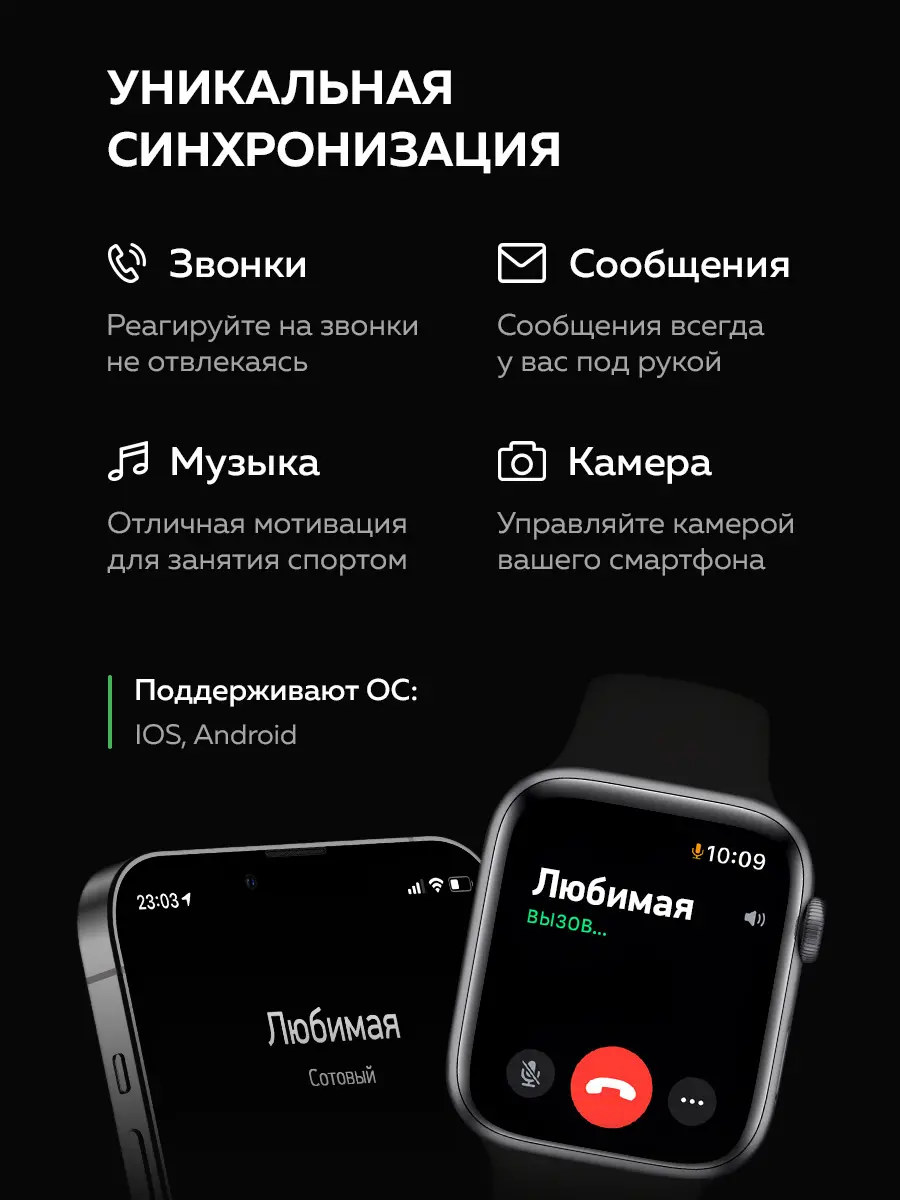 УНИКАЛЬНАЯ
СИНХРОНИЗАЦИЯ
Звонки
Реагируйте на звонки
не отвлекаясь
Сообщения
Сообщения всегда
у вас под рукой
Музыка
Отличная мотивация
для занятия спортом
Камера
Управляйте камерой
вашего смартфона
Поддерживают ОС:
IOS, Android
23:03
Любимая
Сотовый
10:09
Любимая
вызов...